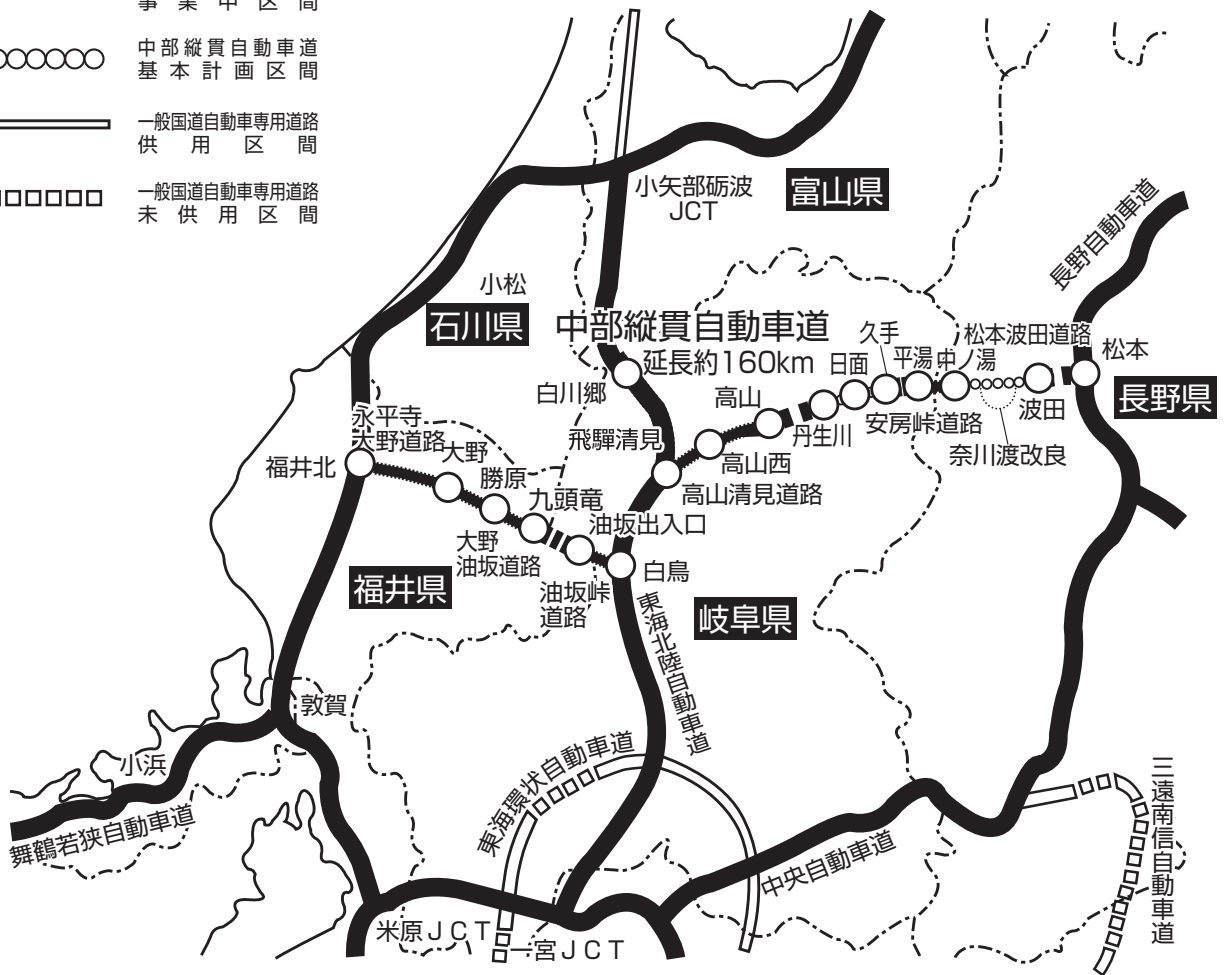 事業中区間
中部縦貫自動車道
基本計画区間
一般国道自動車専用道路
供用区間
一般国道自動車専用道路
未供用区間
小矢部砺波
JCT
富山県
長野自動車道
小松
石川県
中部縦貫自動車道
延長約160km
白川郷
久手
日面
平湯
中ノ湯
松本波田道路
松本
長野県
高山
丹生川
安房峠道路
波田
奈川渡改良
飛驒清見
高山西
高山清見道路
永平寺
大野道路
福井北
大野
勝原
九頭竜
油坂出入口
大野
油坂道路
油坂峠
道路
白鳥
福井県
岐阜県
東海北陸自動車道
敦賀
小浜
舞鶴若狭自動車道
東海環状自動車道
中央自動車道
三遠南信自動車道
米原JCT
一宮JCT